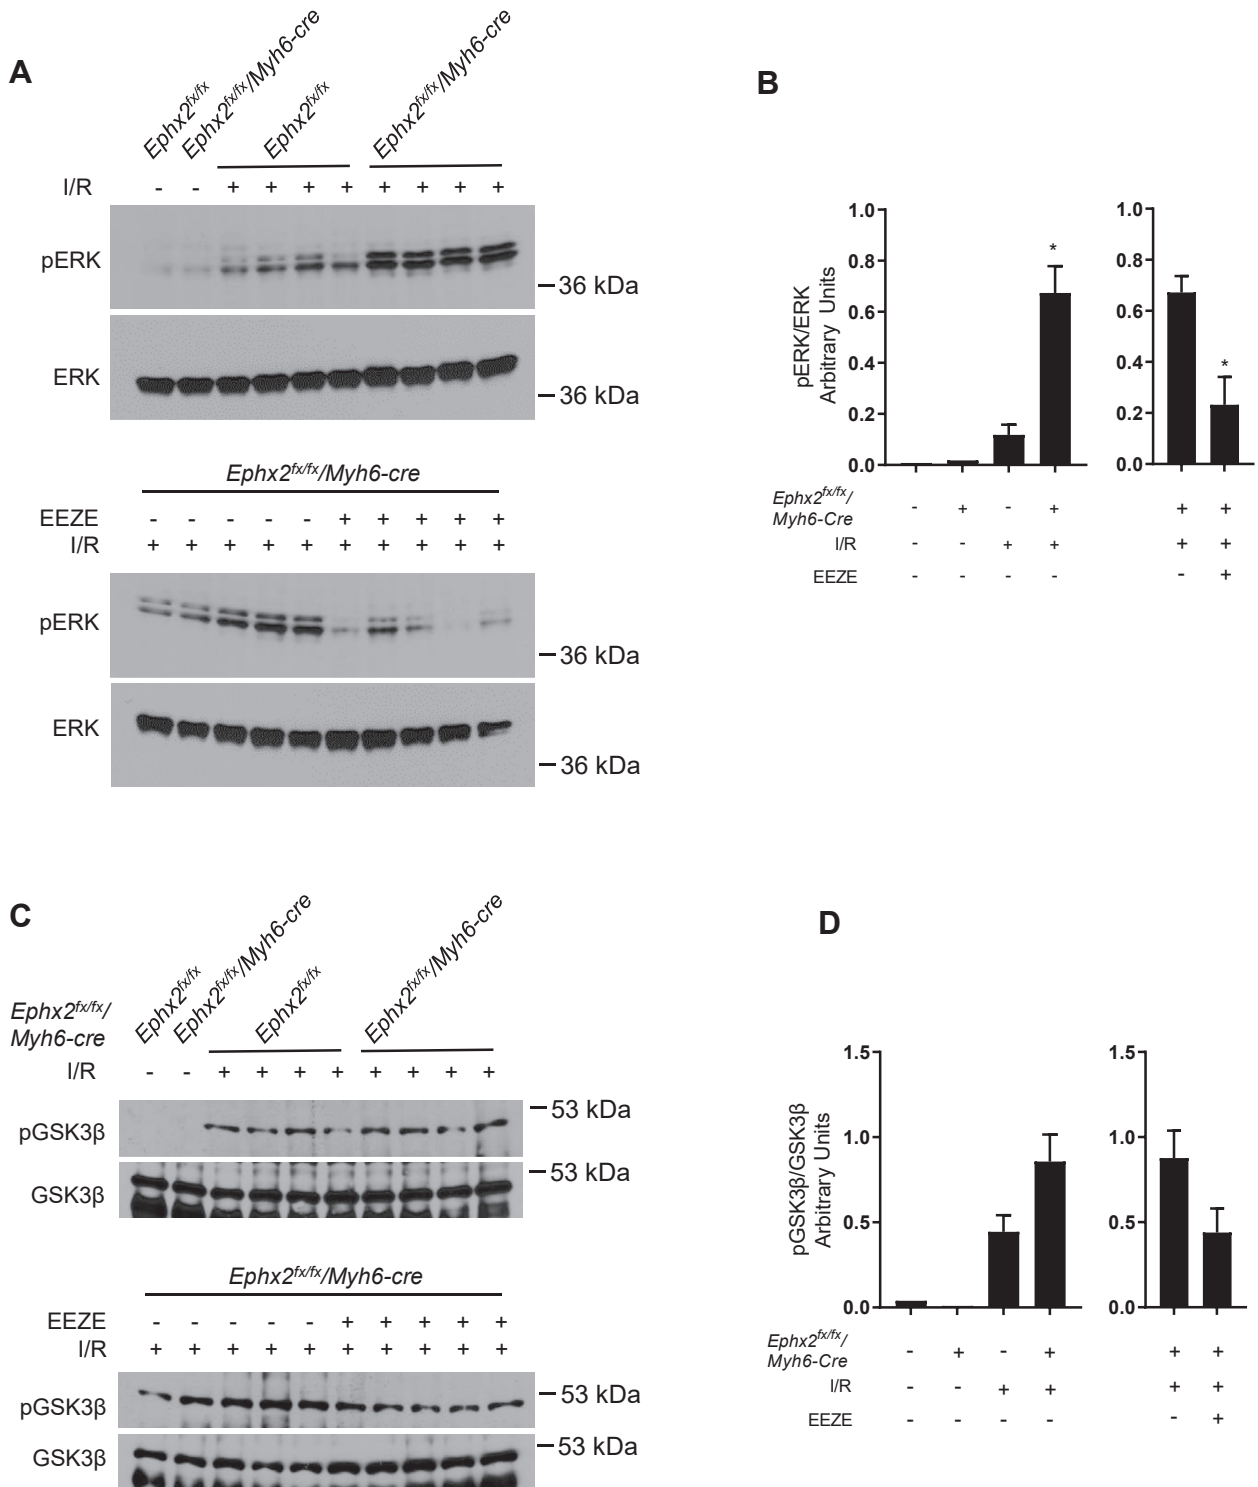 A
Ephx2fx/fx
Ephx2fx/fx/Myh6-cre
Ephx2fx/fx
Ephx2fx/fx/Myh6-cre
I/R - - + + + + + + + +
pERK
36 kDa
ERK
36 kDa
Ephx2fx/fx/Myh6-cre
EEZE - - - - - + + + + +
I/R + + + + + + + + + +
pERK
36 kDa
ERK
36 kDa
B
pERK/ERK
Arbitrary Units
1.0
0.8
0.6
0.4
0.2
0.0
*
1.0
0.8
0.6
0.4
0.2
0.0
*
Ephx2fx/fx/
Myh6-Cre - + - + + +
I/R - - + + + +
EEZE - - - - - +
C
Ephx2fx/fx/
Myh6-cre
Ephx2fx/fx
Ephx2fx/fx/Myh6-cre
Ephx2fx/fx
Ephx2fx/fx/Myh6-cre
I/R - - + + + + + + + +
53 kDa
pGSK3β
53 kDa
GSK3β
Ephx2fx/fx/Myh6-cre
EEZE - - - - - + + + + +
I/R + + + + + + + + + +
53 kDa
pGSK3β
53 kDa
GSK3β
D
pGSK3β/GSK3β
Arbitrary Units
1.5
1.0
0.5
0.0
1.5
1.0
0.5
0.0
Ephx2fx/fx/
Myh6-Cre - + - + + +
I/R - - + + + +
EEZE - - - - - +